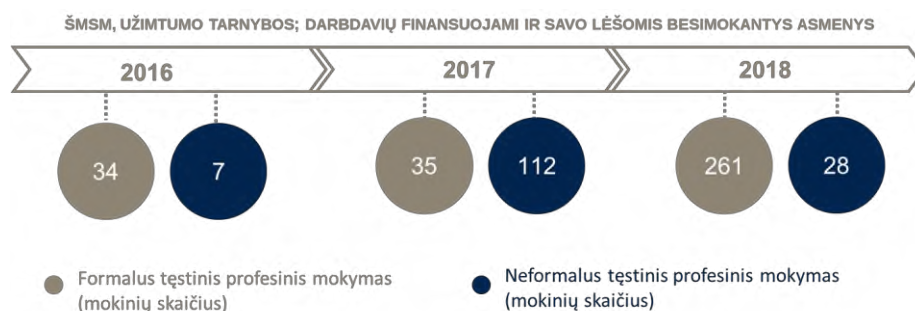 ŠMSM, UŽIMTUMO TARNYBOS; DARBDAVIŲ FINANSUOJAMI IR SAVO LĖŠOMIS BESIMOKANTYS ASMENYS
2016 2017 2018
34 7 35 112 261 28
Formalus tęstinis profesinis mokymas
(mokinių skaičius)
Neformalus tęstinis profesinis mokymas
(mokinių skaičius)